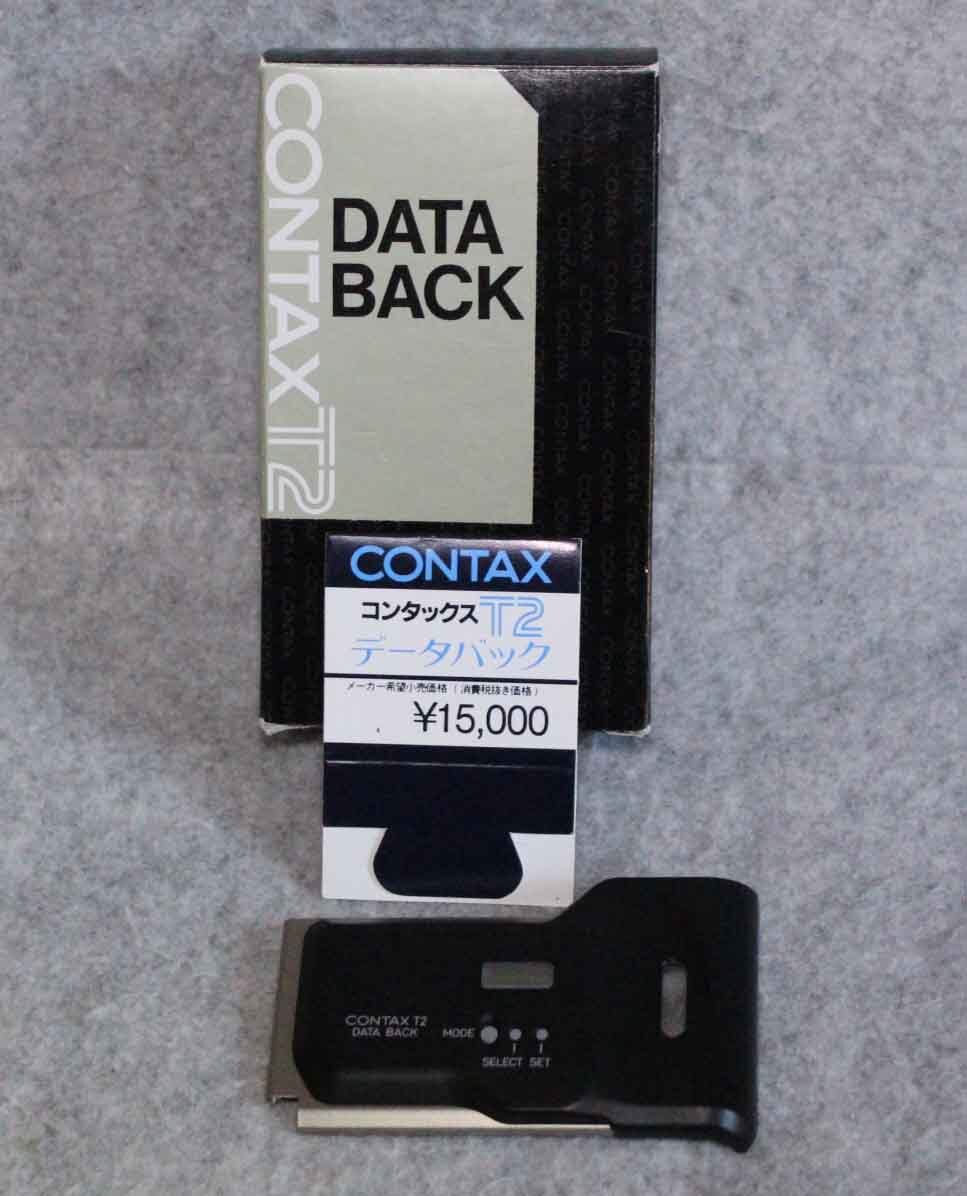 CONTAX T2
DATA
BACK
CONTAX
コンタックス T2
データバック
メーカー希望小売価格(消費税抜き価格)
¥15,000
CONTAX T2
DATA BACK
MODE
SELECT SET